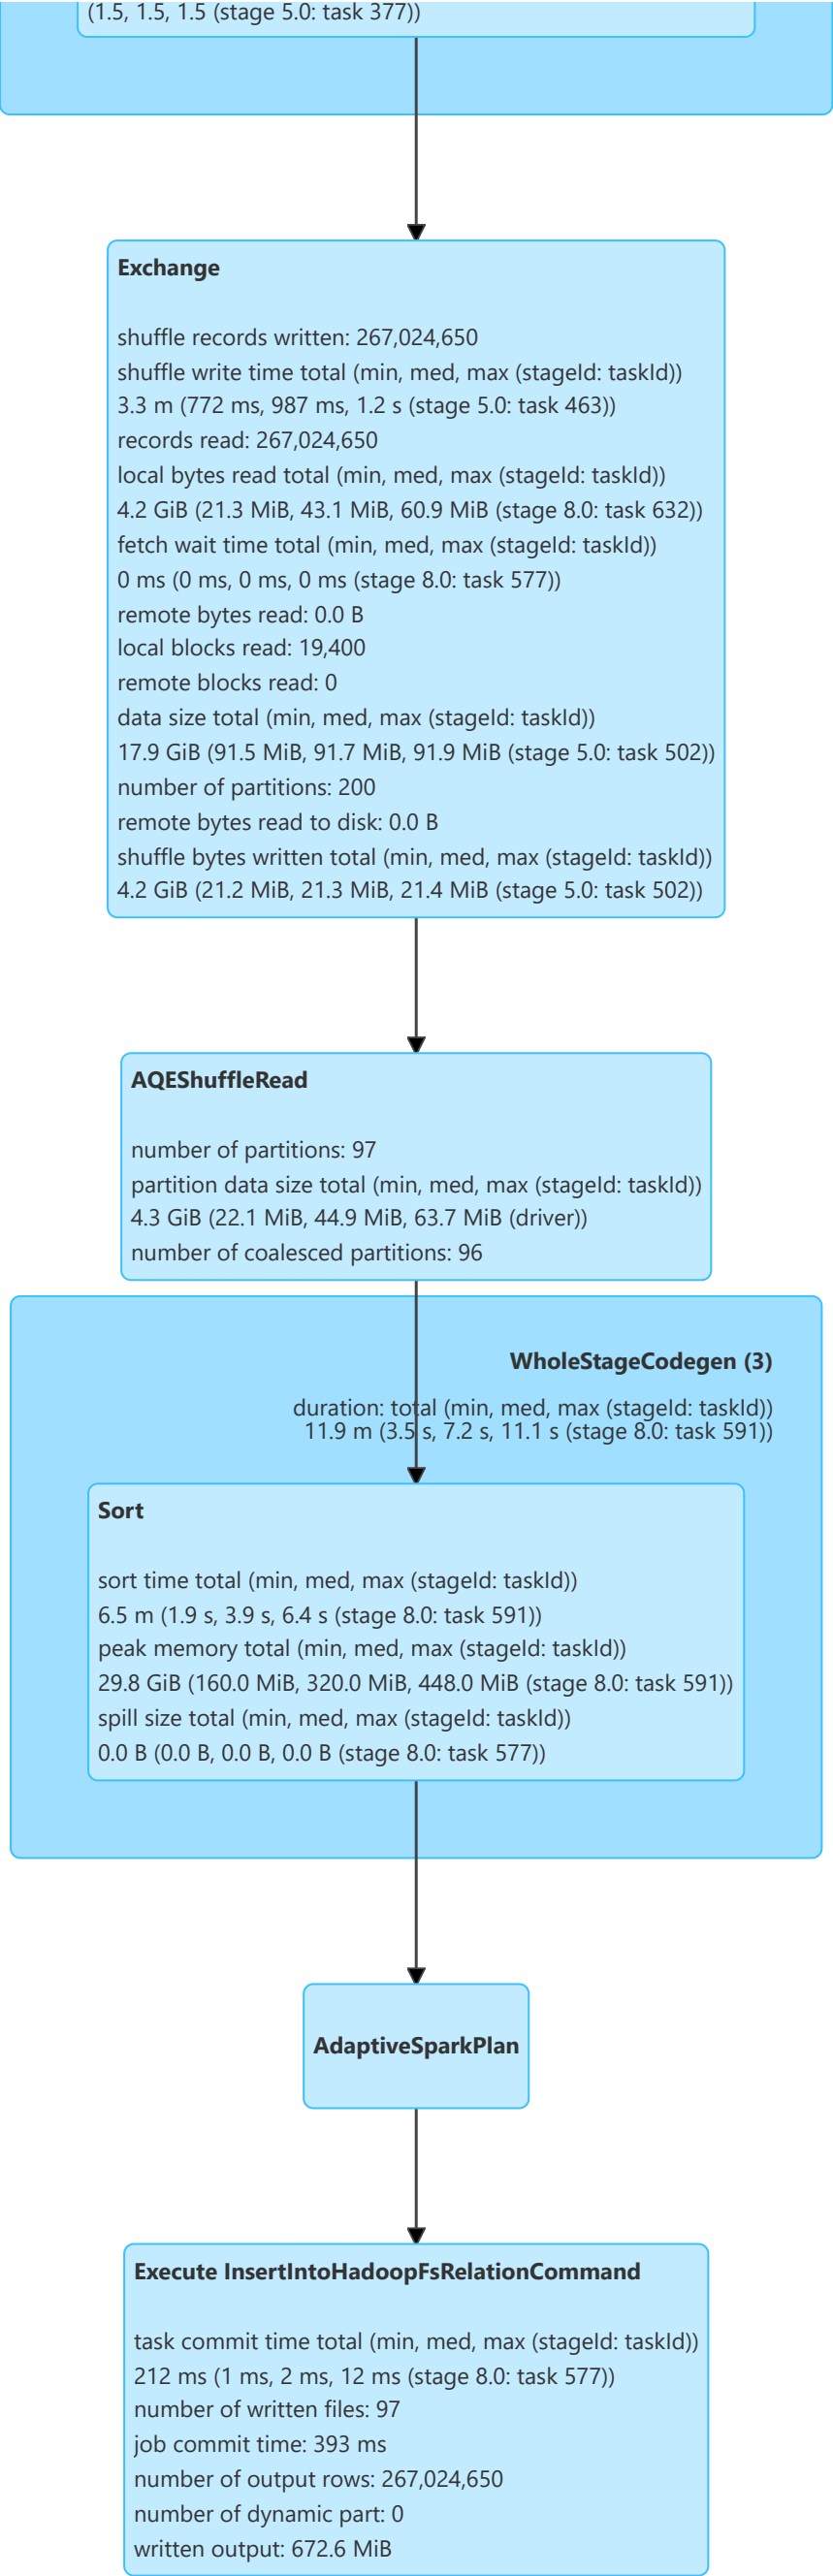 (1.5, 1.5, 1.5 (stage 5.0: task 377))
Exchange
shuffle records written: 267,024,650
shuffle write time total (min, med, max (stageId: taskId))
3.3 m (772 ms, 987 ms, 1.2 s (stage 5.0: task 463))
records read: 267,024,650
local bytes read total (min, med, max (stageId: taskId))
4.2 GiB (21.3 MiB, 43.1 MiB, 60.9 MiB (stage 8.0: task 632))
fetch wait time total (min, med, max (stageId: taskId))
0 ms (0 ms, 0 ms, 0 ms (stage 8.0: task 577))
remote bytes read: 0.0 B
local blocks read: 19,400
remote blocks read: 0
data size total (min, med, max (stageId: taskId))
17.9 GiB (91.5 MiB, 91.7 MiB, 91.9 MiB (stage 5.0: task 502))
number of partitions: 200
remote bytes read to disk: 0.0 B
shuffle bytes written total (min, med, max (stageId: taskId))
4.2 GiB (21.2 MiB, 21.3 MiB, 21.4 MiB (stage 5.0: task 502))
AQEShuffleRead
number of partitions: 97
partition data size total (min, med, max (stageId: taskId))
4.3 GiB (22.1 MiB, 44.9 MiB, 63.7 MiB (driver))
number of coalesced partitions: 96
WholeStageCodegen (3)
duration: total (min, med, max (stageId: taskId))
11.9 m (3.5 s, 7.2 s, 11.1 s (stage 8.0: task 591))
Sort
sort time total (min, med, max (stageId: taskId))
6.5 m (1.9 s, 3.9 s, 6.4 s (stage 8.0: task 591))
peak memory total (min, med, max (stageId: taskId))
29.8 GiB (160.0 MiB, 320.0 MiB, 448.0 MiB (stage 8.0: task 591))
spill size total (min, med, max (stageId: taskId))
0.0 B (0.0 B, 0.0 B, 0.0 B (stage 8.0: task 577))
AdaptiveSparkPlan
Execute InsertIntoHadoopFsRelationCommand
task commit time total (min, med, max (stageId: taskId))
212 ms (1 ms, 2 ms, 12 ms (stage 8.0: task 577))
number of written files: 97
job commit time: 393 ms
number of output rows: 267,024,650
number of dynamic part: 0
written output: 672.6 MiB